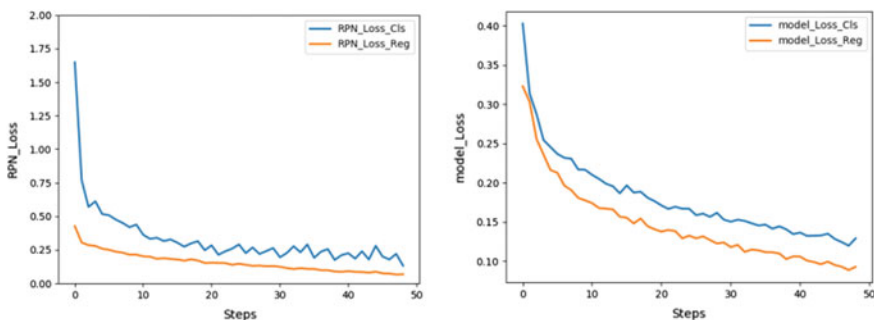 2.00
1.75
1.50
1.25
1.00
0.75
0.50
0.25
0.00
RPN_Loss
RPN_Loss_Cls
RPN_Loss_Reg
0 10 20 30 40 50
Steps
0.40
0.35
0.30
0.25
0.20
0.15
0.10
model_Loss
model_Loss_Cls
model_Loss_Reg
0 10 20 30 40 50
Steps